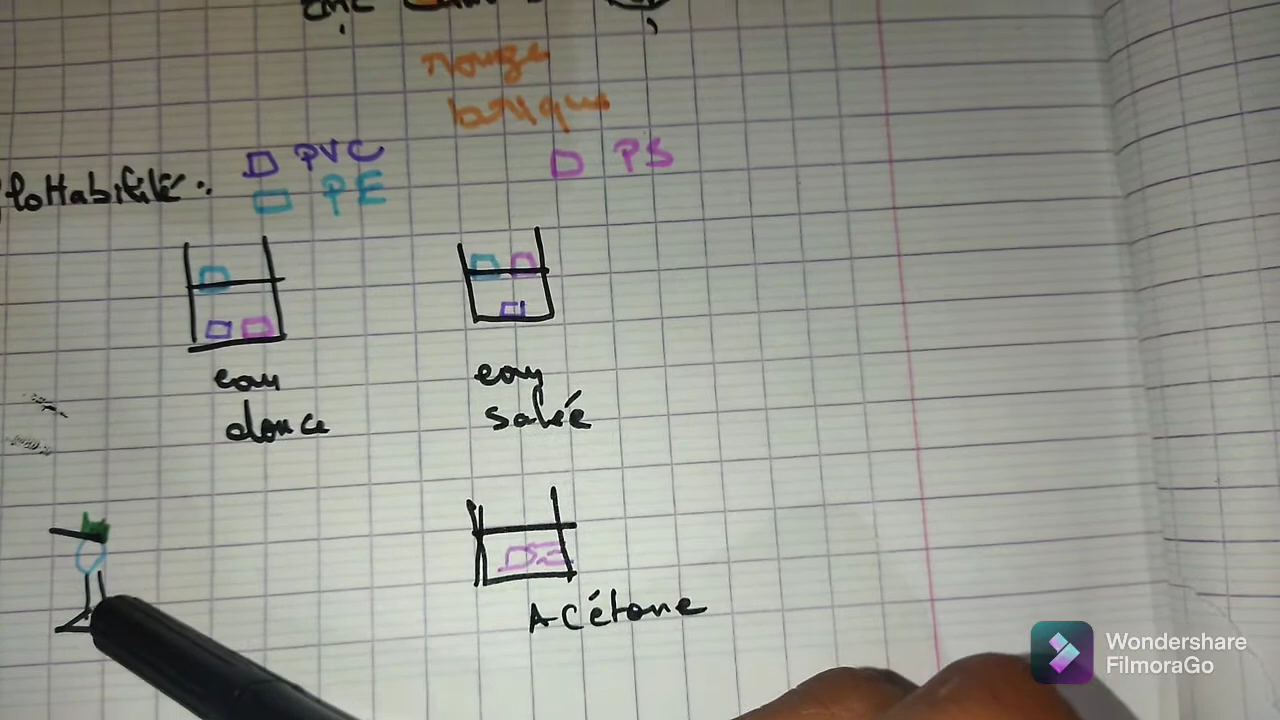 rouge
brique
PVC
PS
flottabilité:
PE
eau
douce
eau
salée
Acétone
Wondershare
FilmoraGo